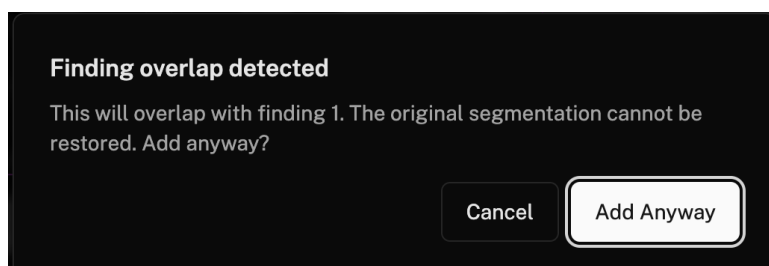 Finding overlap detected
This will overlap with finding 1. The original segmentation cannot be
restored. Add anyway?
Cancel
Add Anyway